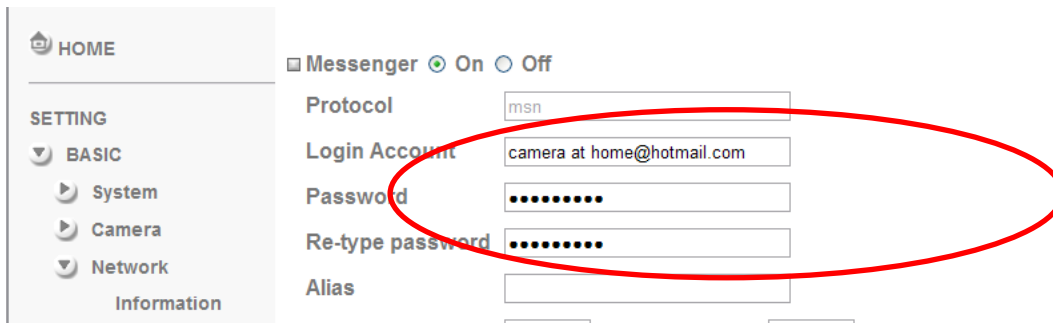 HOME
SETTING
BASIC
System
Camera
Network
Information
Messenger On Off
Protocol msn
Login Account camera at home@hotmail.com
Password •••••••••
Re-type password •••••••••
Alias